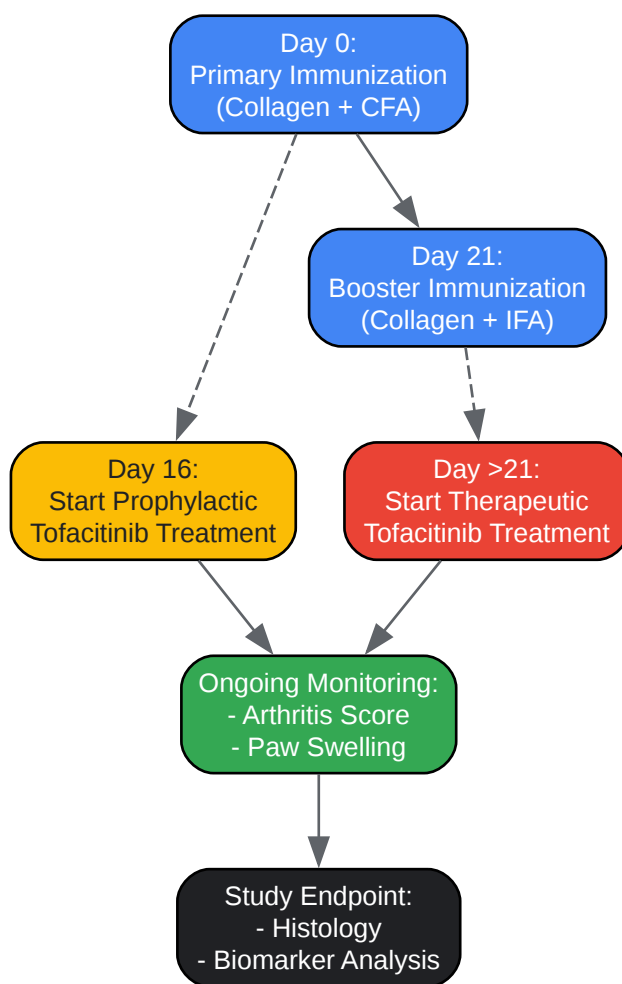 Day 0:
Primary Immunization
(Collagen + CFA)
Day 21:
Booster Immunization
(Collagen + IFA)
Day 16:
Start Prophylactic
Tofacitinib Treatment
Day >21:
Start Therapeutic
Tofacitinib Treatment
Ongoing Monitoring:
- Arthritis Score
- Paw Swelling
Study Endpoint:
- Histology
- Biomarker Analysis